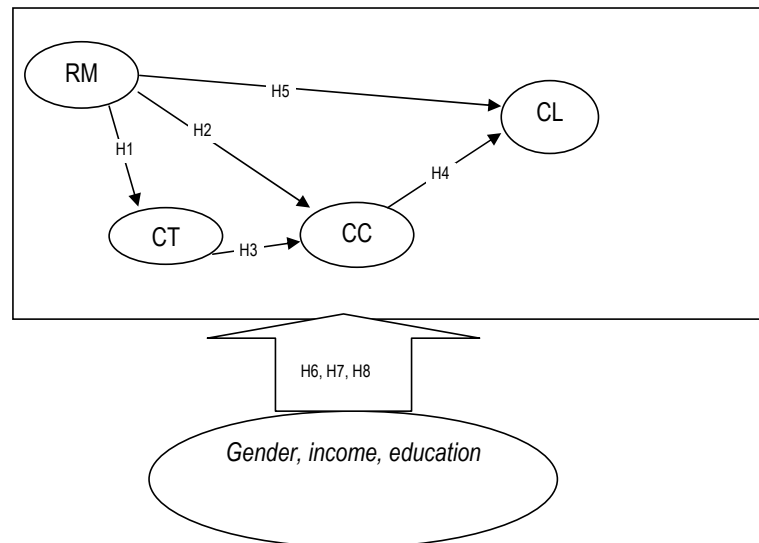 RM
H5
CL
H2
H1
H4
CT
CC
H3
H6, H7, H8
Gender, income, education